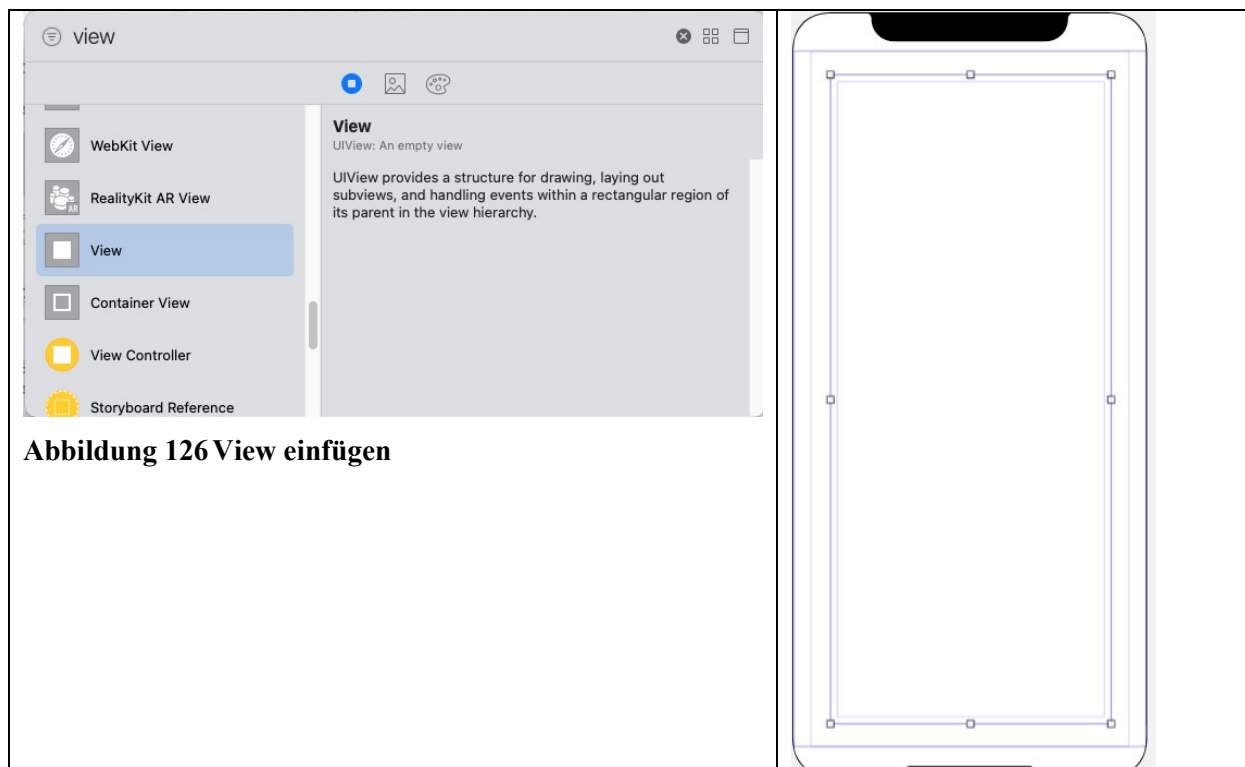 view
WebKit View
RealityKit AR View
AR
View
Container View
View Controller
Storyboard Reference
View
UIView: An empty view
UIView provides a structure for drawing, laying out
subviews, and handling events within a rectangular region of
its parent in the view hierarchy.
Abbildung 126 View einfügen